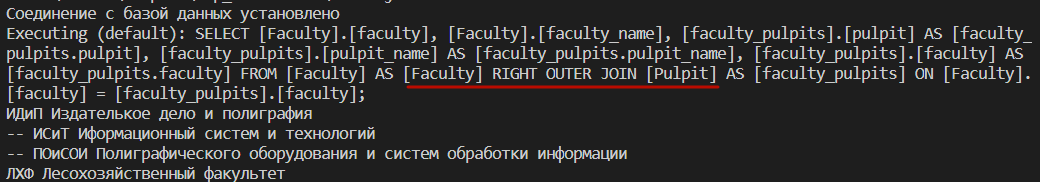 Соединение с базой данных установлено
Executing (default): SELECT [Faculty].[faculty], [Faculty].[faculty_name], [faculty_pulpits].[pulpit] AS [faculty_
pulpits.pulpit], [faculty_pulpits].[pulpit_name] AS [faculty_pulpits.pulpit_name], [faculty_pulpits].[faculty] AS
[faculty_pulpits.faculty] FROM [Faculty] AS [Faculty] RIGHT OUTER JOIN [Pulpit] AS [faculty_pulpits] ON [Faculty].
[faculty] = [faculty_pulpits].[faculty];
ИДиП Издателькое дело и полиграфия
-- ИСиТ Иформационный систем и технологий
-- ПОиСОИ Полиграфического оборудования и систем обработки информации
ЛХФ Лесохозяйственный факультет